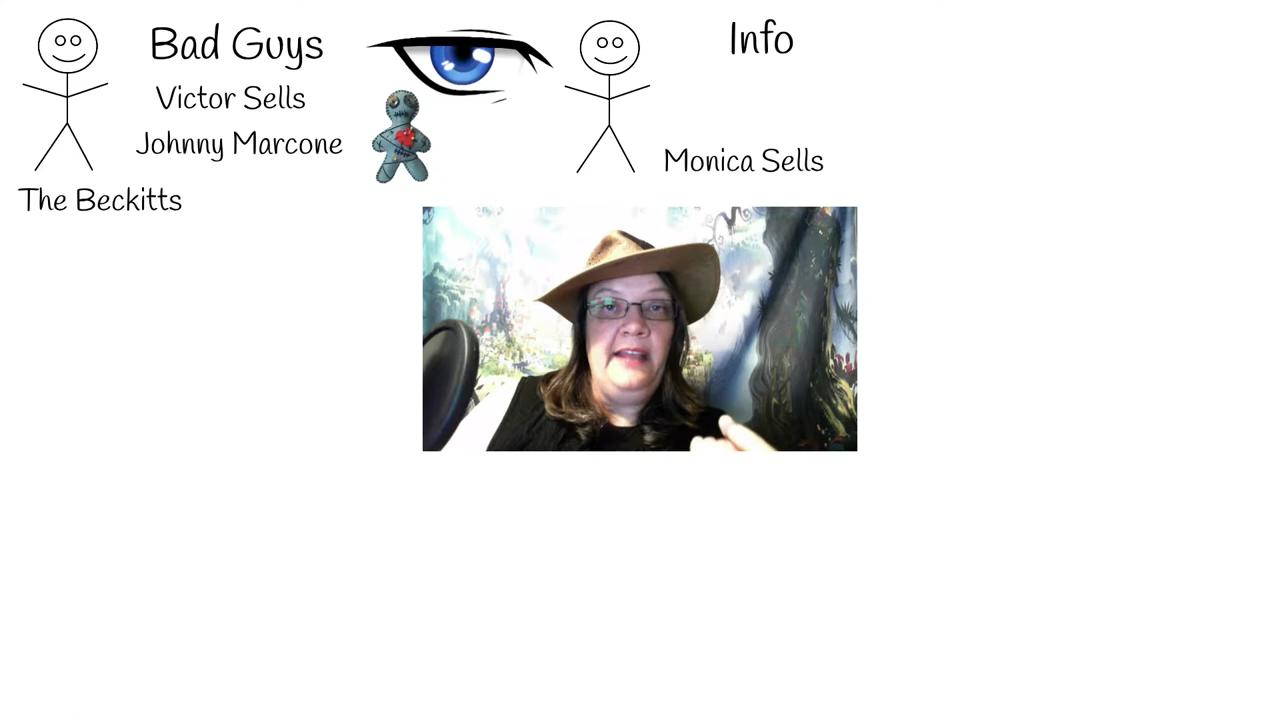 Bad Guys
Victor Sells
Johnny Marcone
The Beckitts
Info
Monica Sells